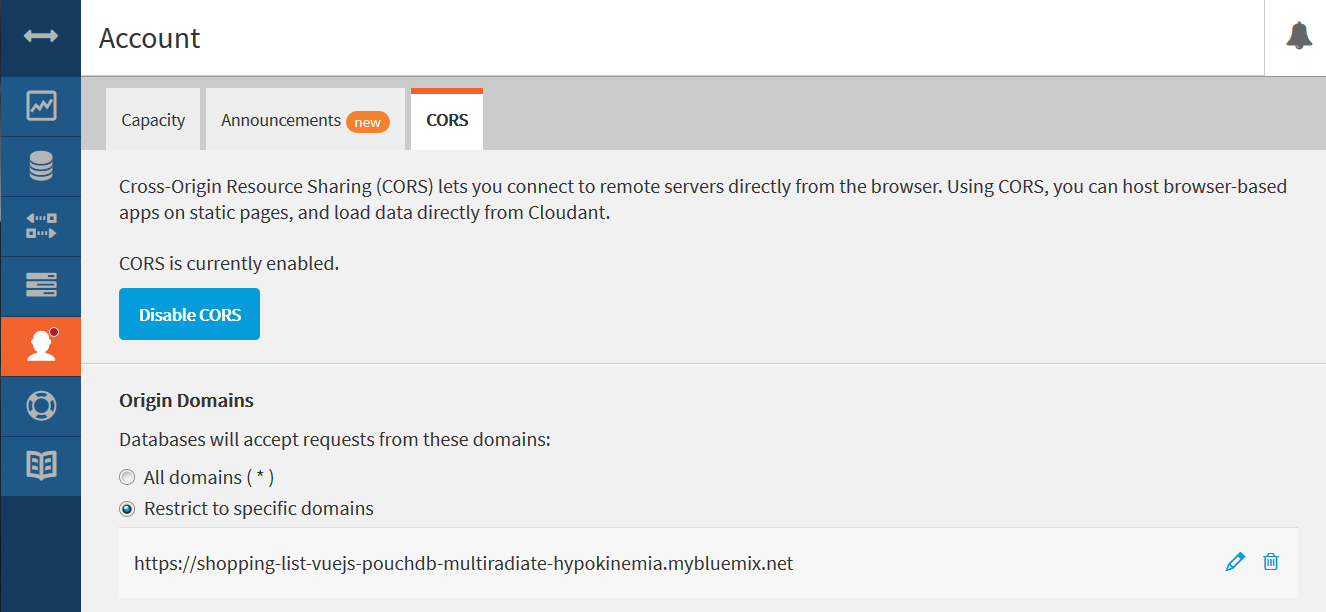 Account
Capacity
Announcements new
CORS
Cross-Origin Resource Sharing (CORS) lets you connect to remote servers directly from the browser. Using CORS, you can host browser-based
apps on static pages, and load data directly from Cloudant.
CORS is currently enabled.
Disable CORS
Origin Domains
Databases will accept requests from these domains:
All domains ( * )
Restrict to specific domains
https://shopping-list-vuejs-pouchdb-multiradiate-hypokinemia.mybluemix.net